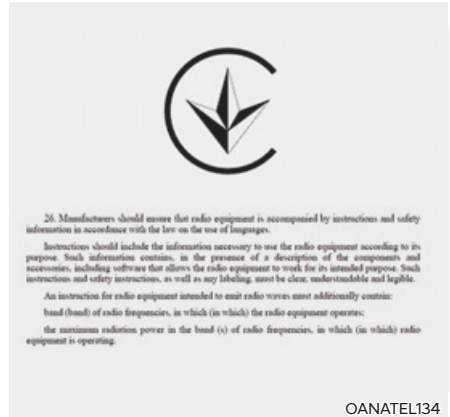 26. Manufacturers should ensure that radio equipment is accompanied by instructions and safety
information in accordance with the law on the use of languages.
Instructions should include the information necessary to use the radio equipment according to its
purpose. Such information contains, in the presence of a description of the components and
accessories, including software that allows the radio equipment to work for its intended purpose. Such
instructions and safety instructions, as well as any labeling, must be clear, understandable and legible.
An instruction for radio equipment intended to emit radio waves must additionally contain:
band (band) of radio frequencies, in which (in which) the radio equipment operates;
the maximum radiation power in the band (s) of radio frequencies, in which (in which) radio
equipment is operating.
OANATEL134